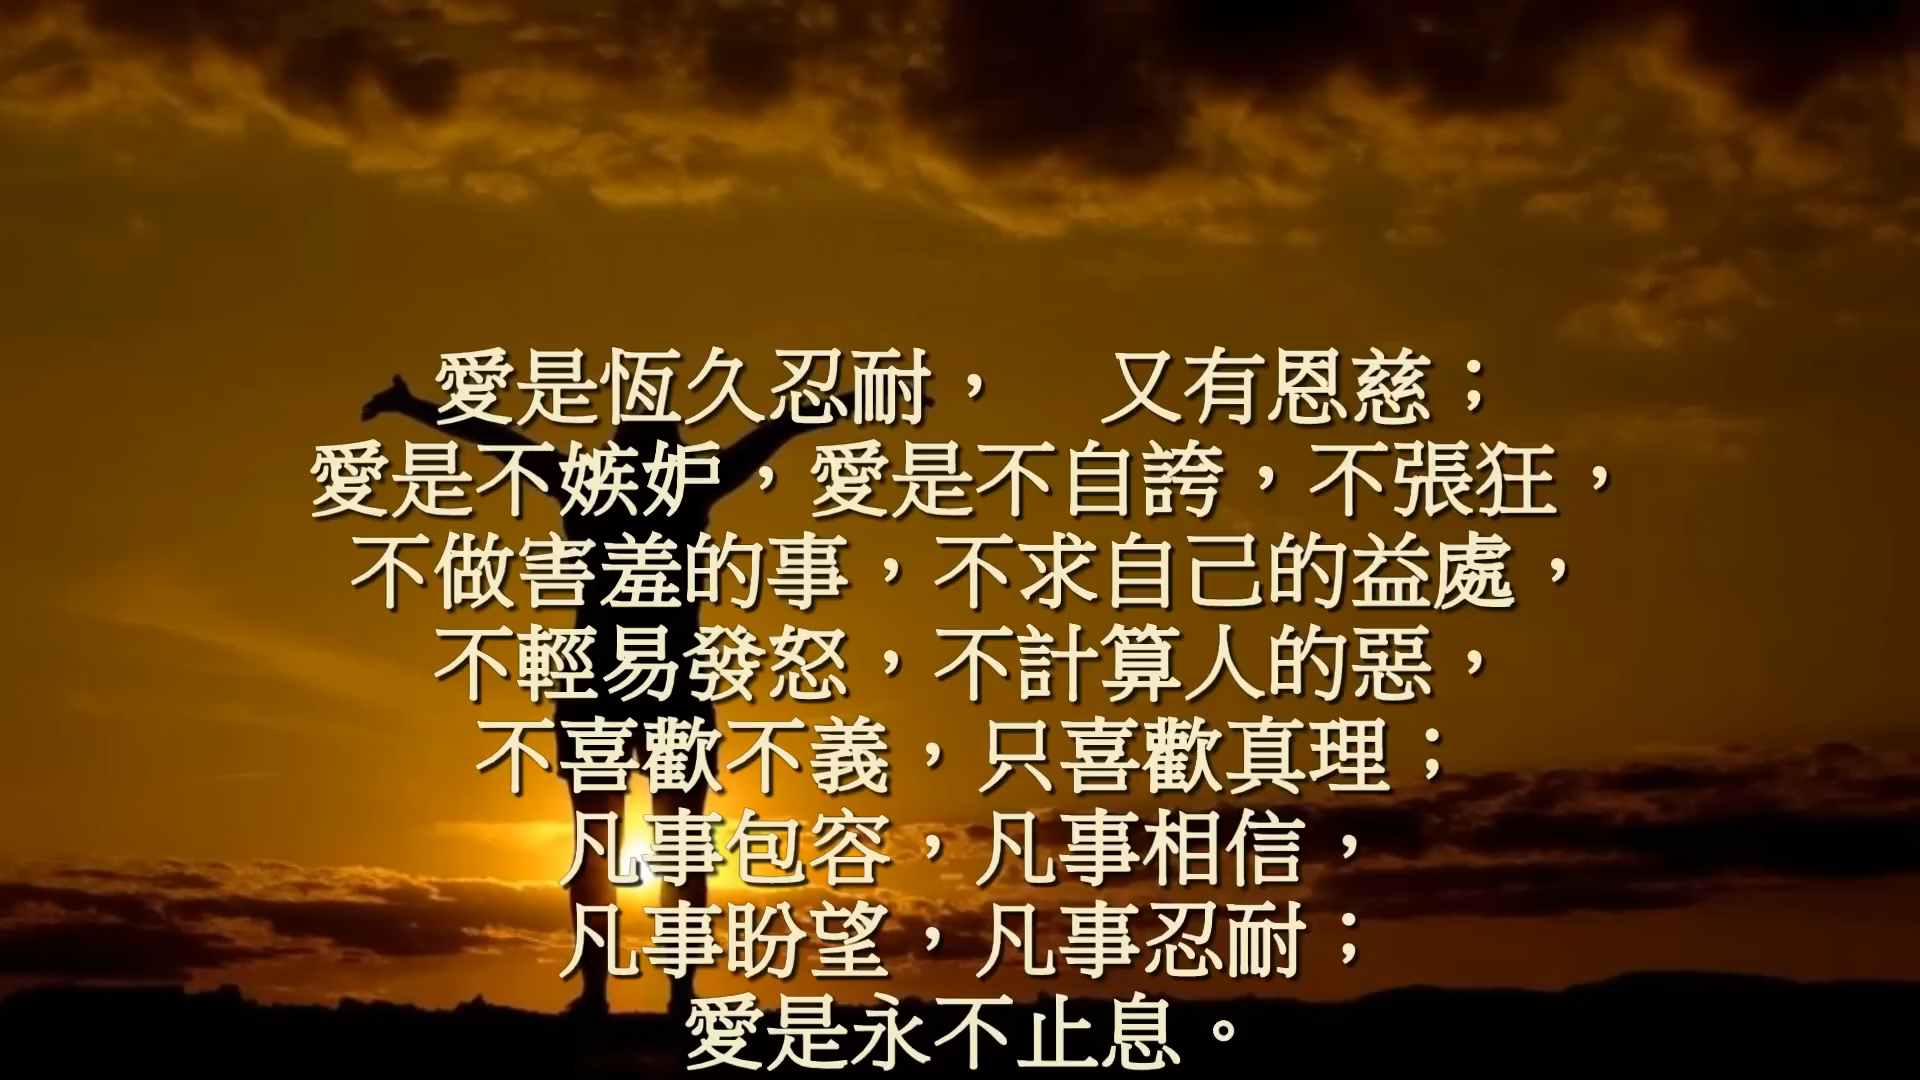 愛是恆久忍耐，　又有恩慈；
愛是不嫉妒，愛是不自誇，不張狂，
不做害羞的事，不求自己的益處，
不輕易發怒，不計算人的惡，
不喜歡不義，只喜歡真理；
凡事包容，凡事相信，
凡事盼望，凡事忍耐；
愛是永不止息。